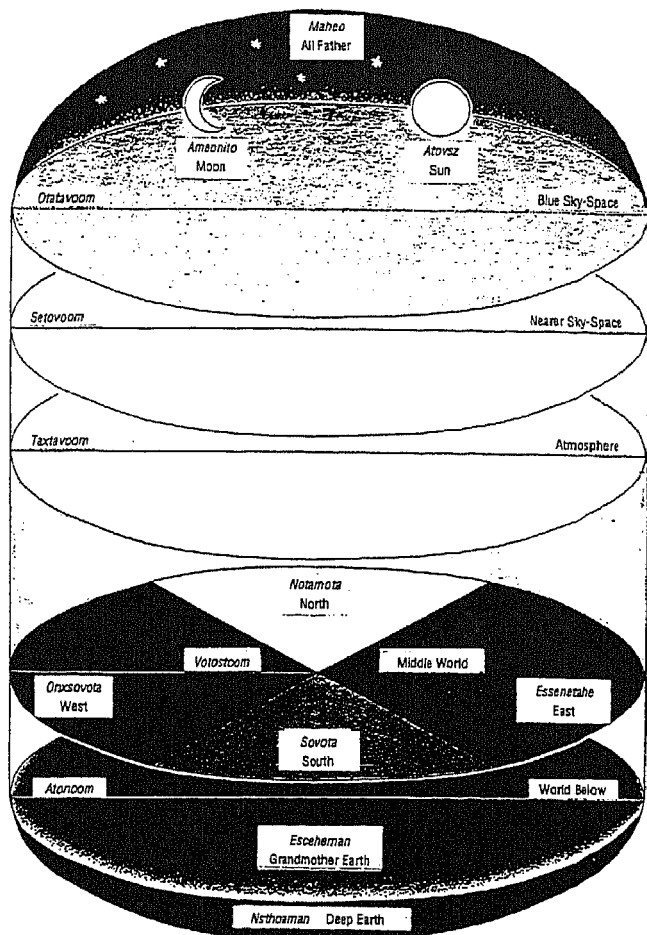 Maheo
All Father
Ameonito
Moon
Atovsz
Sun
Oratavoom Blue Sky-Space
Setovoom Nearer Sky-Space
Taxtavoom Atmosphere
Notamota
North
Votostoom Middle World
Onxsovota
West
Essenetahe
East
Sovota
South
Atonoom World Below
Esceheman
Grandmother Earth
Nsthoaman Deep Earth